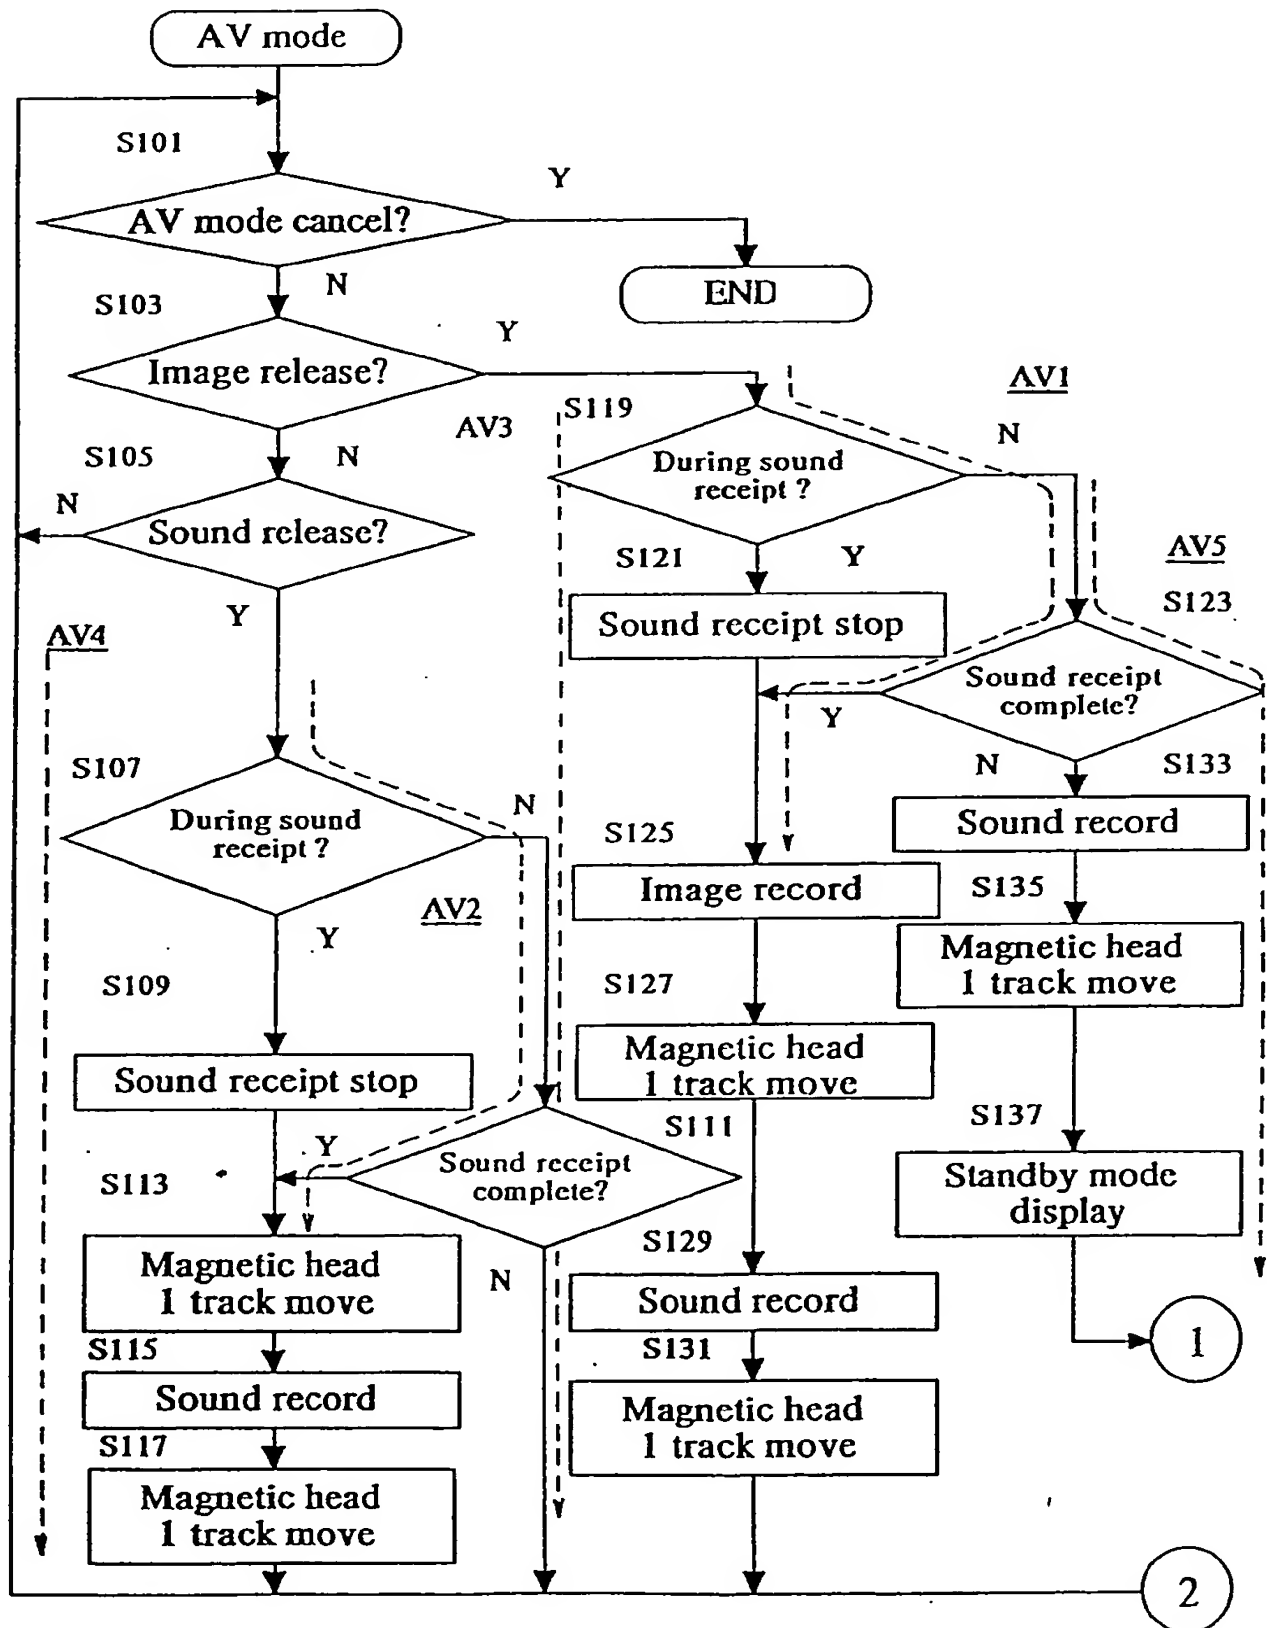 AV mode
S101
Y
AV mode cancel?
END
N
S103
Y
Image release?
AV1
S119
AV3
N
S105
N
During sound
receipt ?
N
Sound release?
S121
Y
AV5
S123
Y
Sound receipt stop
AV4
Sound receipt
complete?
Y
S107
N
S133
During sound
receipt ?
N
Sound record
S125
Image record
S135
AV2
Y
Magnetic head
1 track move
S109
S127
Magnetic head
1 track move
Sound receipt stop
S111
S137
Y
Sound receipt
complete?
S113
Standby mode
display
S129
Magnetic head
1 track move
N
Sound record
S115
S131
1
Sound record
Magnetic head
1 track move
S117
Magnetic head
1 track move
2